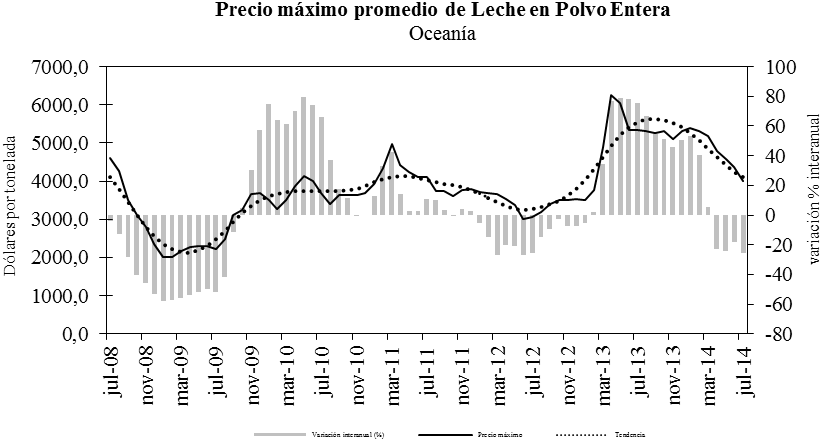 Precio máximo promedio de Leche en Polvo Entera
Oceanía
7000,0
6000,0
5000,0
4000,0
3000,0
2000,0
1000,0
0,0
Dólares por tonelada
100
80
60
40
20
0
-20
-40
-60
-80
variación % interanual
jul-08
nov-08
mar-09
jul-09
nov-09
mar-10
jul-10
nov-10
mar-11
jul-11
nov-11
mar-12
jul-12
nov-12
mar-13
jul-13
nov-13
mar-14
jul-14
Variación interanual (%) Precio máximo Tendencia